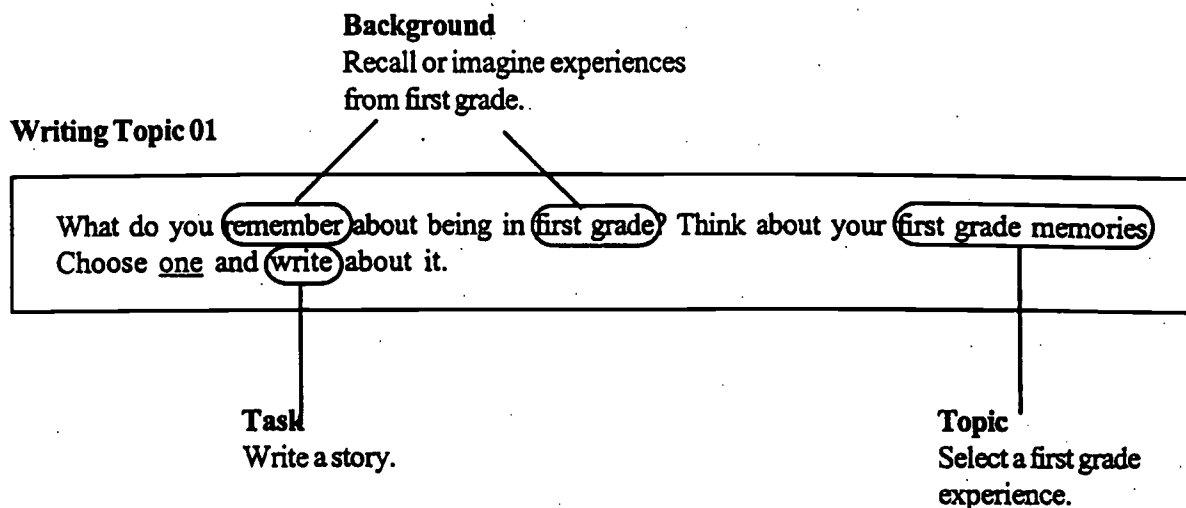 Background
Recall or imagine experiences
from first grade.
Writing Topic 01
What do you remember about being in first grade? Think about your first grade memories
Choose one and write about it.
Task
Write a story.
Topic
Select a first grade
experience.